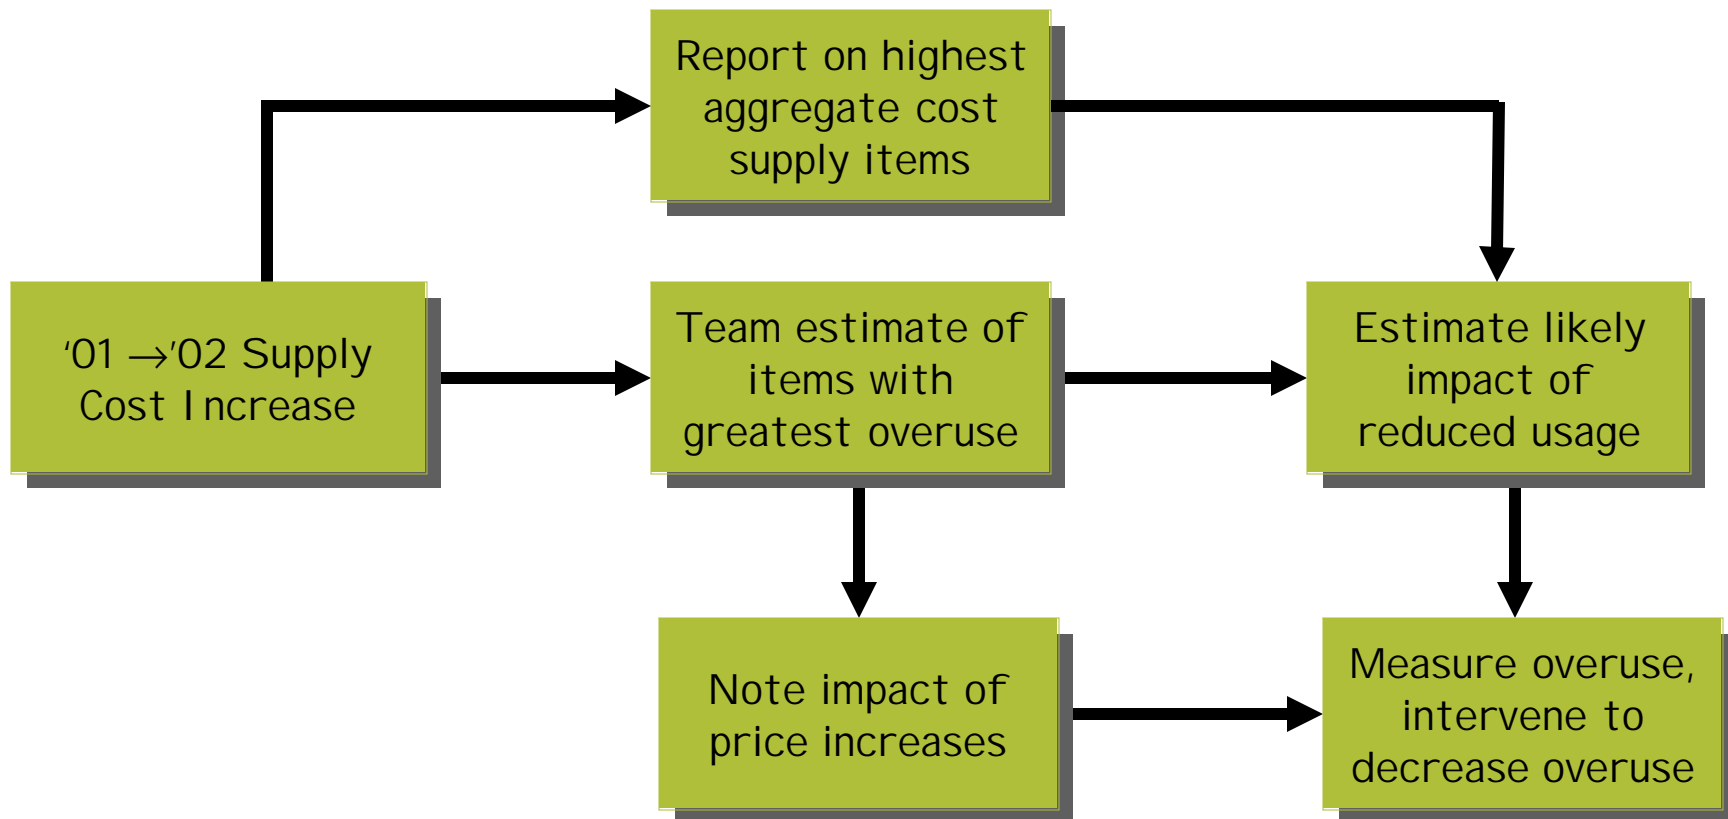 Report on highest
aggregate cost
supply items
‘01 →’02 Supply
Cost Increase
Team estimate of
items with
greatest overuse
Estimate likely
impact of
reduced usage
Note impact of
price increases
Measure overuse,
intervene to
decrease overuse